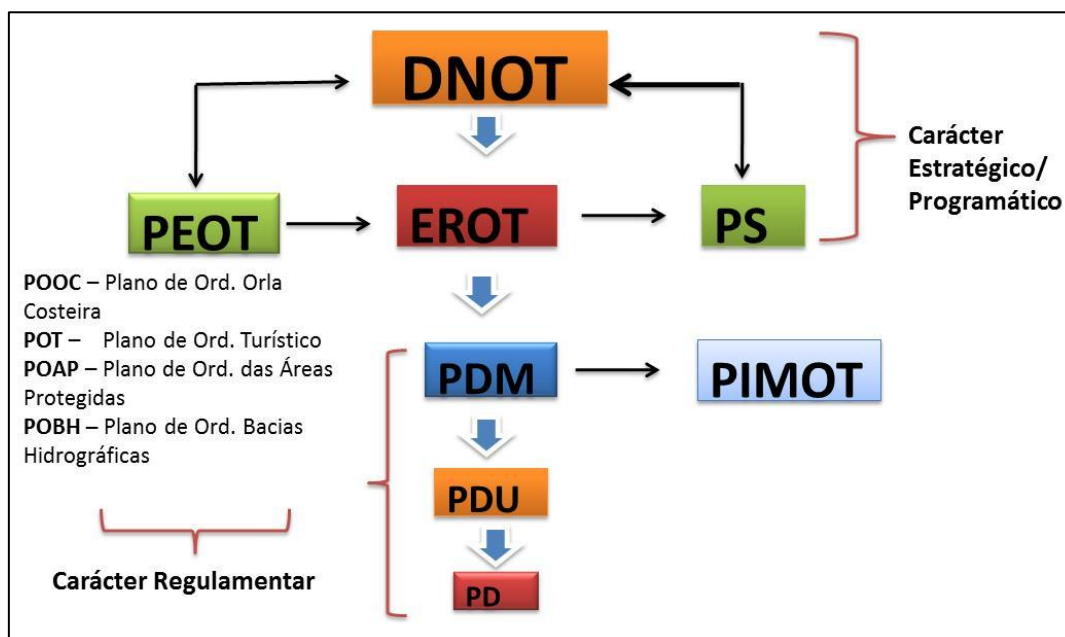 DNOT
Carácter
Estratégico/
Programático
PEOT
EROT
PS
POOC – Plano de Ord. Orla
Costeira
POT – Plano de Ord. Turístico
POAP – Plano de Ord. das Áreas
Protegidas
POBH – Plano de Ord. Bacias
Hidrográficas
PDM
PIMOT
PDU
PD
Carácter Regulamentar